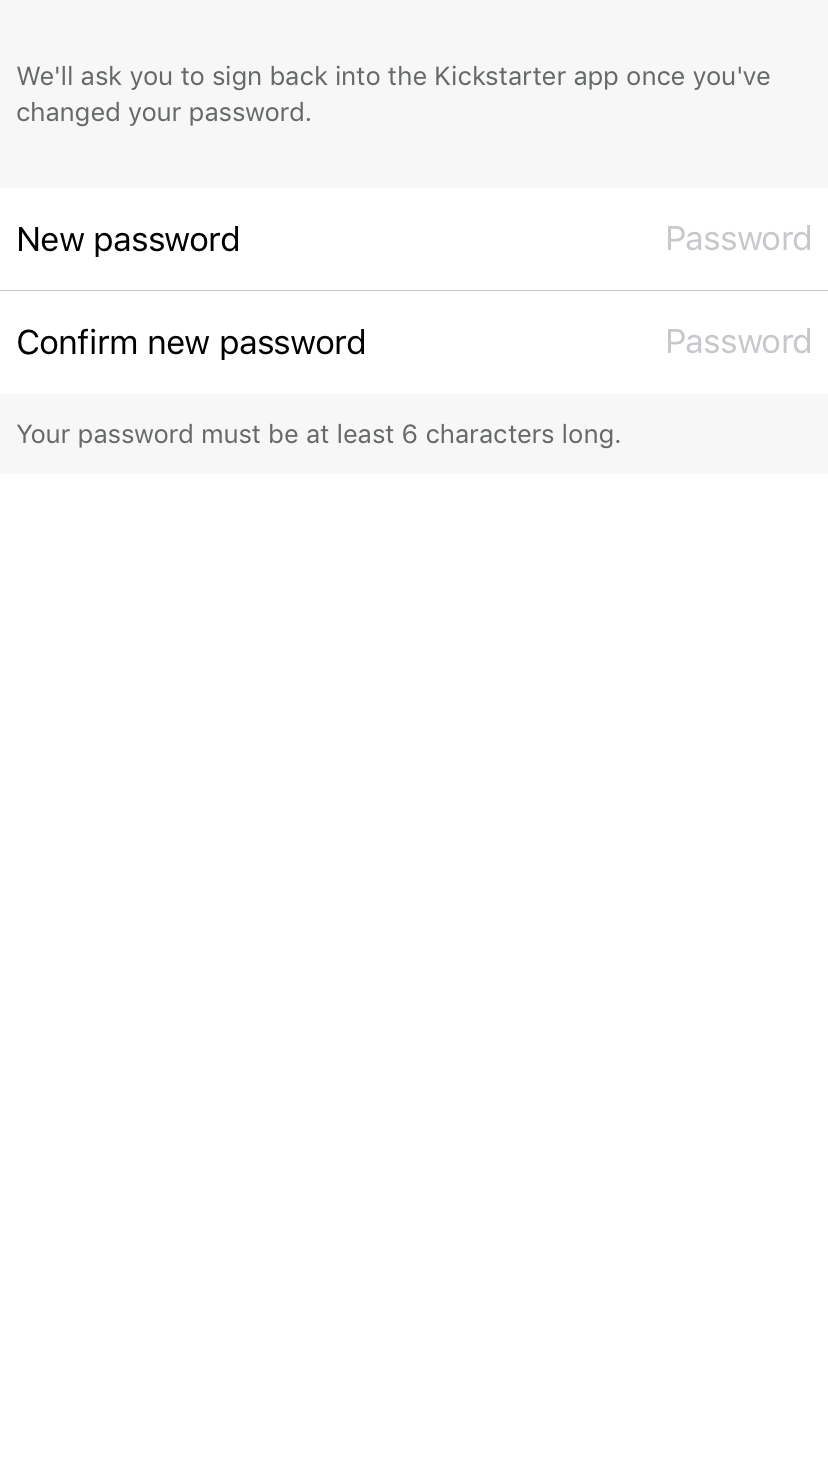 We'll ask you to sign back into the Kickstarter app once you've
changed your password.
New password Password
Confirm new password Password
Your password must be at least 6 characters long.